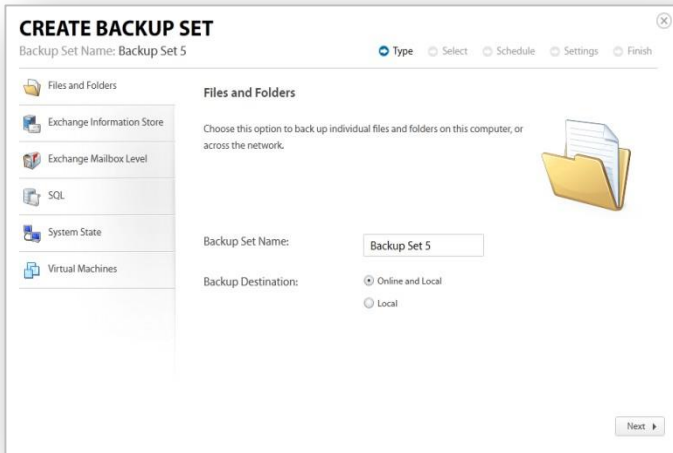 CREATE BACKUP SET
Backup Set Name: Backup Set 5
Type
Select
Schedule
Settings
Finish
Files and Folders
Exchange Information Store
Exchange Mailbox Level
SQL
System State
Virtual Machines
Files and Folders
Choose this option to back up individual files and folders on this computer, or
across the network.
Backup Set Name:
Backup Set 5
Backup Destination:
Online and Local
Local
Next